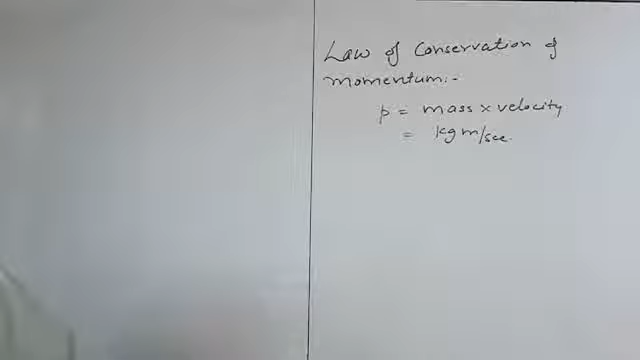 Law of Conservation of
momentum:-
p = mass x velocity
= kg m/sec.